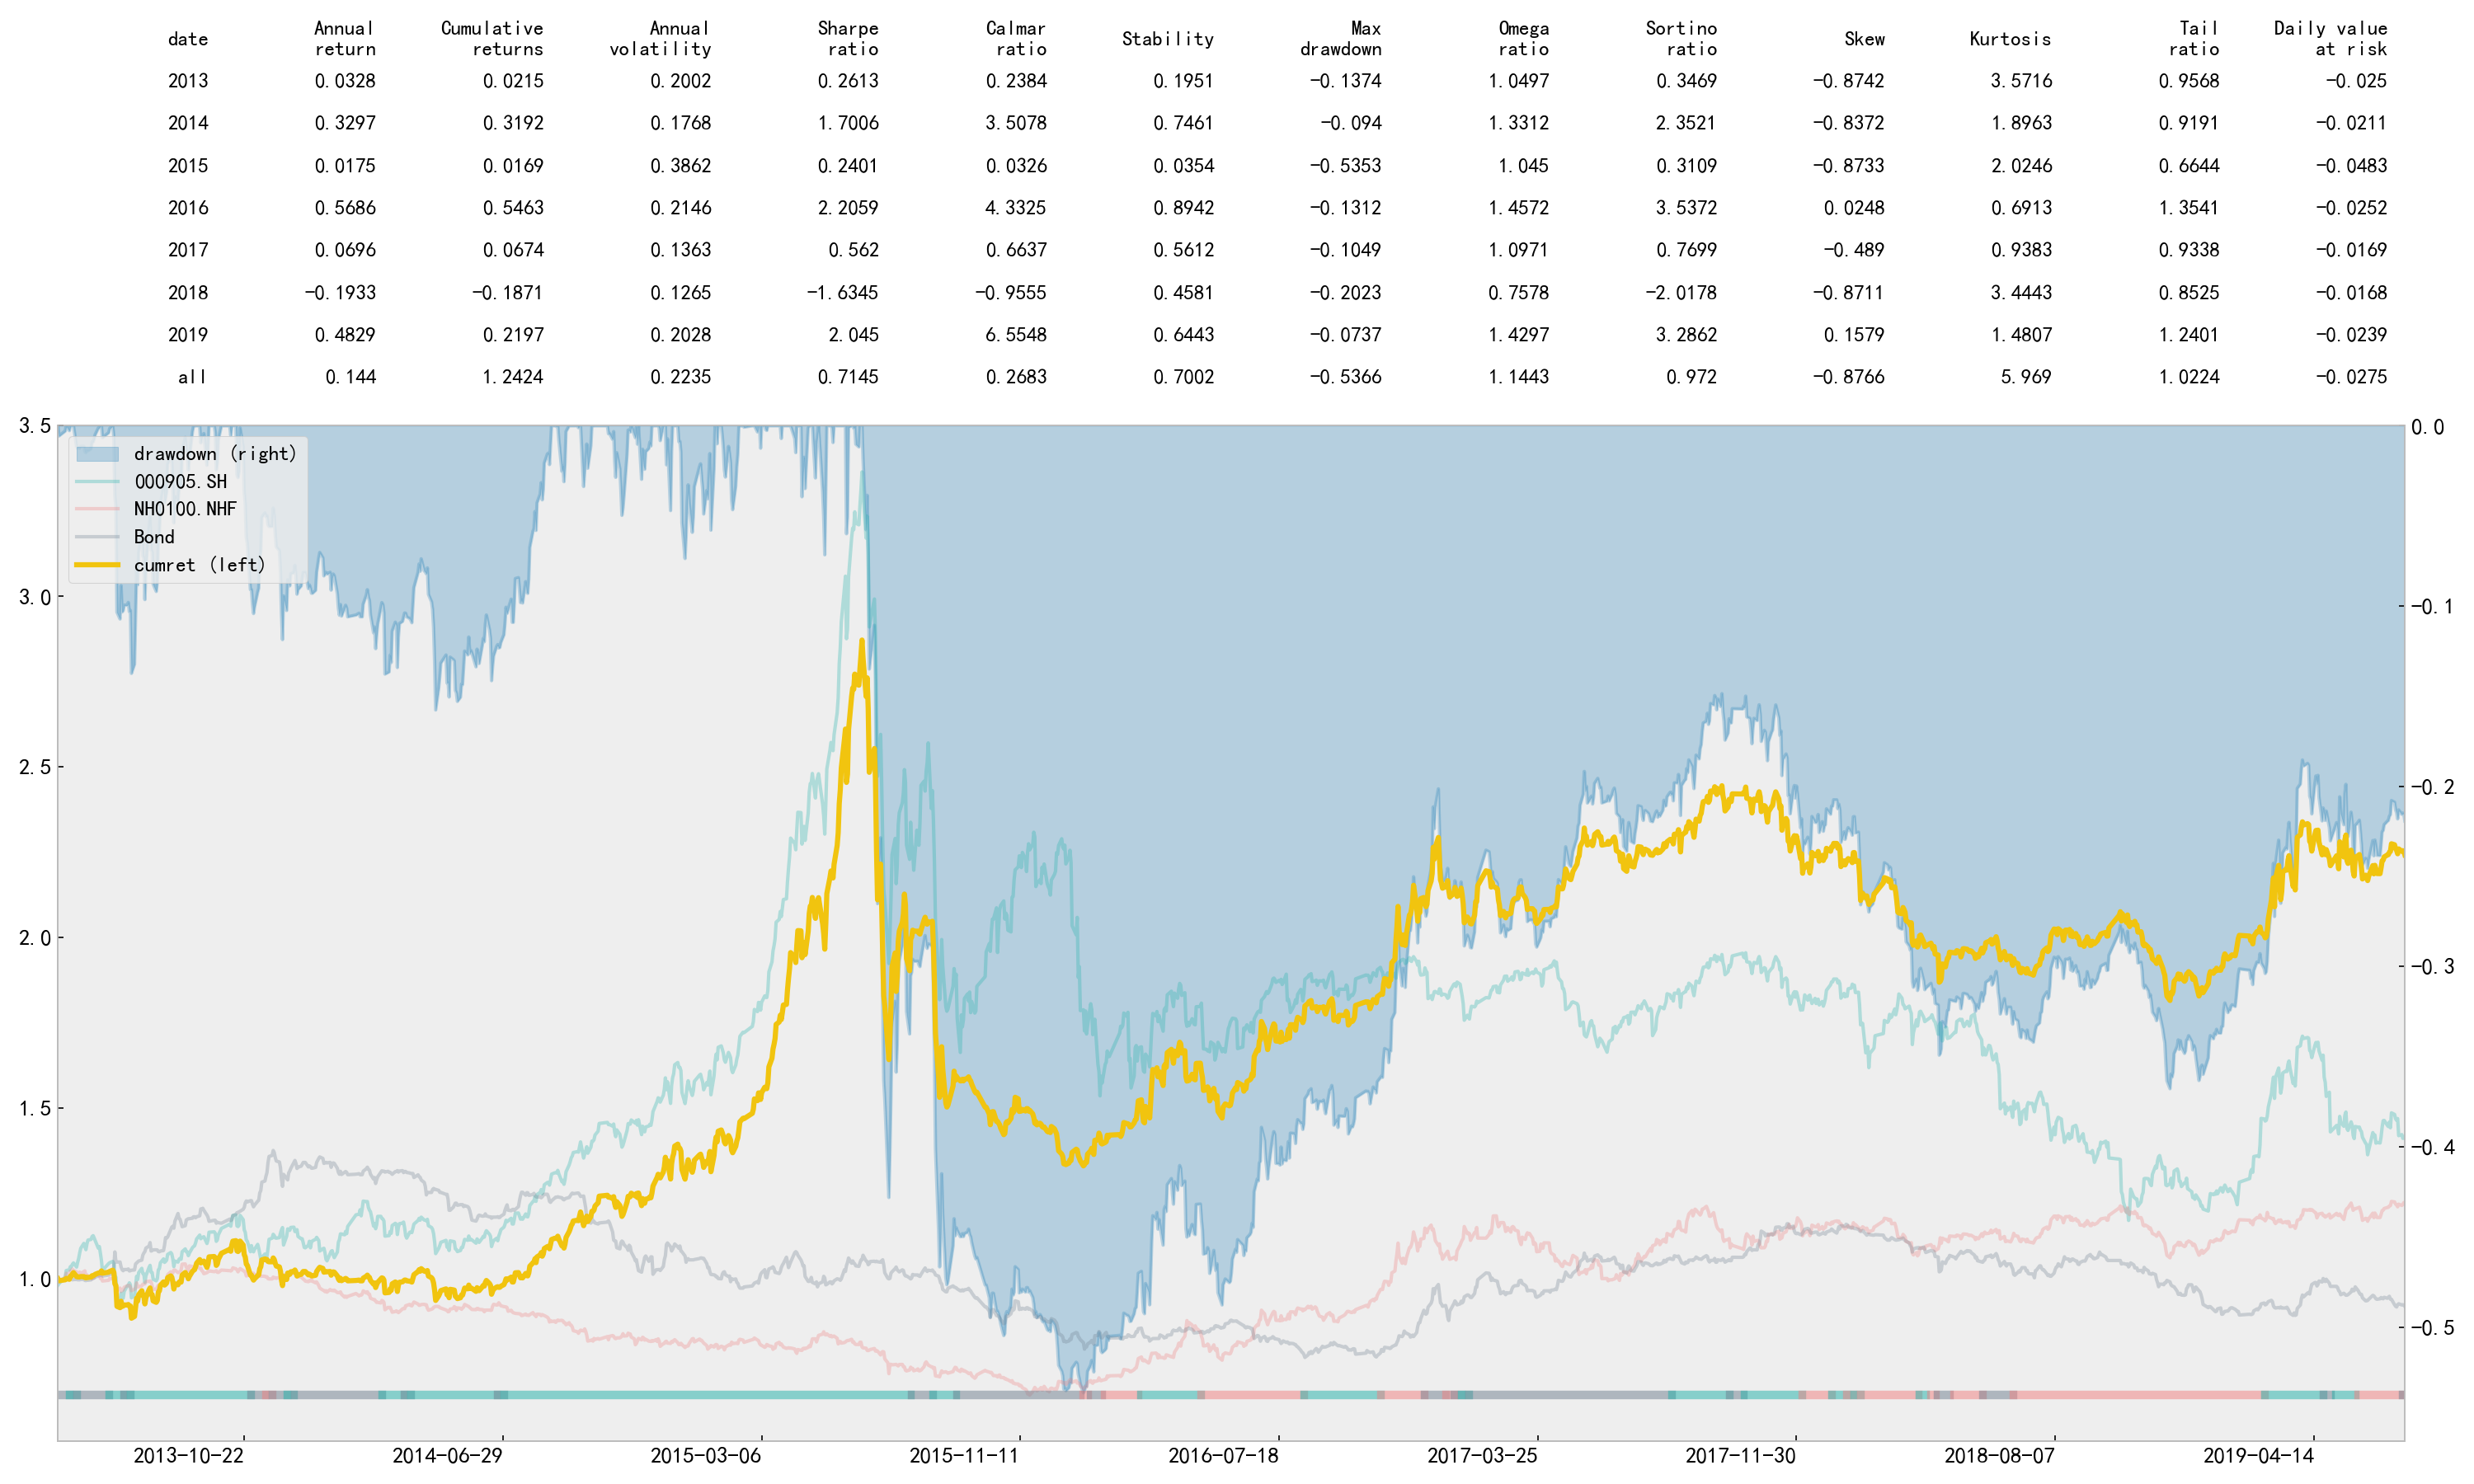 date Annual return Cumulative returns Annual volatility Sharpe ratio Calmar ratio Stability Max drawdown Omega ratio Sortino ratio Skew Kurtosis Tail ratio Daily value at risk
2013 0.0328 0.0215 0.2002 0.2613 0.2384 0.1951 −0.1374 1.0497 0.3469 −0.8742 3.5716 0.9568 −0.025
2014 0.3297 0.3192 0.1768 1.7006 3.5078 0.7461 −0.094 1.3312 2.3521 −0.8372 1.8963 0.9191 −0.0211
2015 0.0175 0.0169 0.3862 0.2401 0.0326 0.0354 −0.5353 1.045 0.3109 −0.8733 2.0246 0.6644 −0.0483
2016 0.5686 0.5463 0.2146 2.2059 4.3325 0.8942 −0.1312 1.4572 3.5372 0.0248 0.6913 1.3541 −0.0252
2017 0.0696 0.0674 0.1363 0.562 0.6637 0.5612 −0.1049 1.0971 0.7699 −0.489 0.9383 0.9338 −0.0169
2018 −0.1933 −0.1871 0.1265 −1.6345 −0.9555 0.4581 −0.2023 0.7578 −2.0178 −0.8711 3.4443 0.8525 −0.0168
2019 0.4829 0.2197 0.2028 2.045 6.5548 0.6443 −0.0737 1.4297 3.2862 0.1579 1.4807 1.2401 −0.0239
all 0.144 1.2424 0.2235 0.7145 0.2683 0.7002 −0.5366 1.1443 0.972 −0.8766 5.969 1.0224 −0.0275
3.5
3.0
2.5
2.0
1.5
1.0
drawdown (right)
000905.SH
NH0100.NHF
Bond
cumret (left)
0.0
−0.1
−0.2
−0.3
−0.4
−0.5
2013−10−22 2014−06−29 2015−03−06 2015−11−11 2016−07−18 2017−03−25 2017−11−30 2018−08−07 2019−04−14